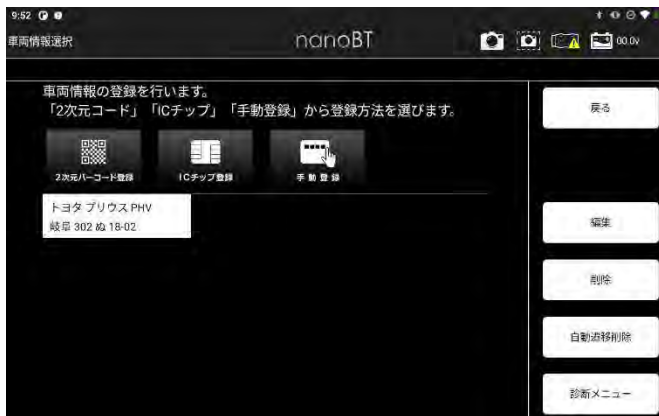 9:52
車両情報選択
nanoBT
00.0v
車両情報の登録を行います。
「2次元コード」「ICチップ」「手動登録」から登録方法を選びます。
2次元バーコード登録
ICチップ登録
手動登録
トヨタ プリウス PHV
岐阜 302 ぬ 18-02
戻る
編集
削除
自動遷移削除
診断メニュー